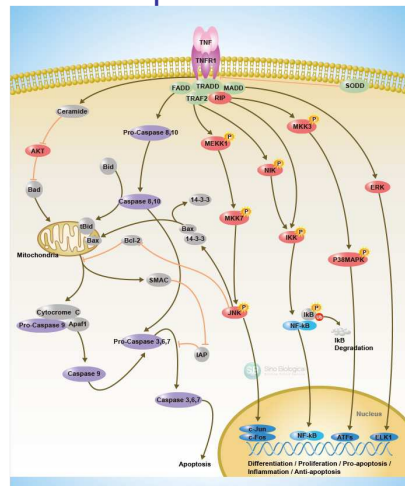 TNF
TNFR1
FADD
TRADD
MADD
TRAF2
RIP
SODD
Ceramide
Pro-Caspase 8,10
MEKK1
P
MKK3
P
AKT
Bid
NIK
P
ERK
Bad
Caspase 8,10
14-3-3
tBid
Bax
Bax
14-3-3
Bcl-2
MKK7
P
IKK
P
Mitochondria
P38MAPK
P
SMAC
Cytocrome C
Pro-Caspase 9
Apaf1
JNK
P
IkB
P
NF-kB
IkB
Degradation
Pro-Caspase 3,6,7
IAP
Caspase 9
Sino Biological
Caspase 3,6,7
Nucleus
c-Jun
c-Fos
NF-kB
ATFs
ELK1
Apoptosis
Differentiation / Proliferation / Pro-apoptosis /
Inflammation / Anti-apoptosis